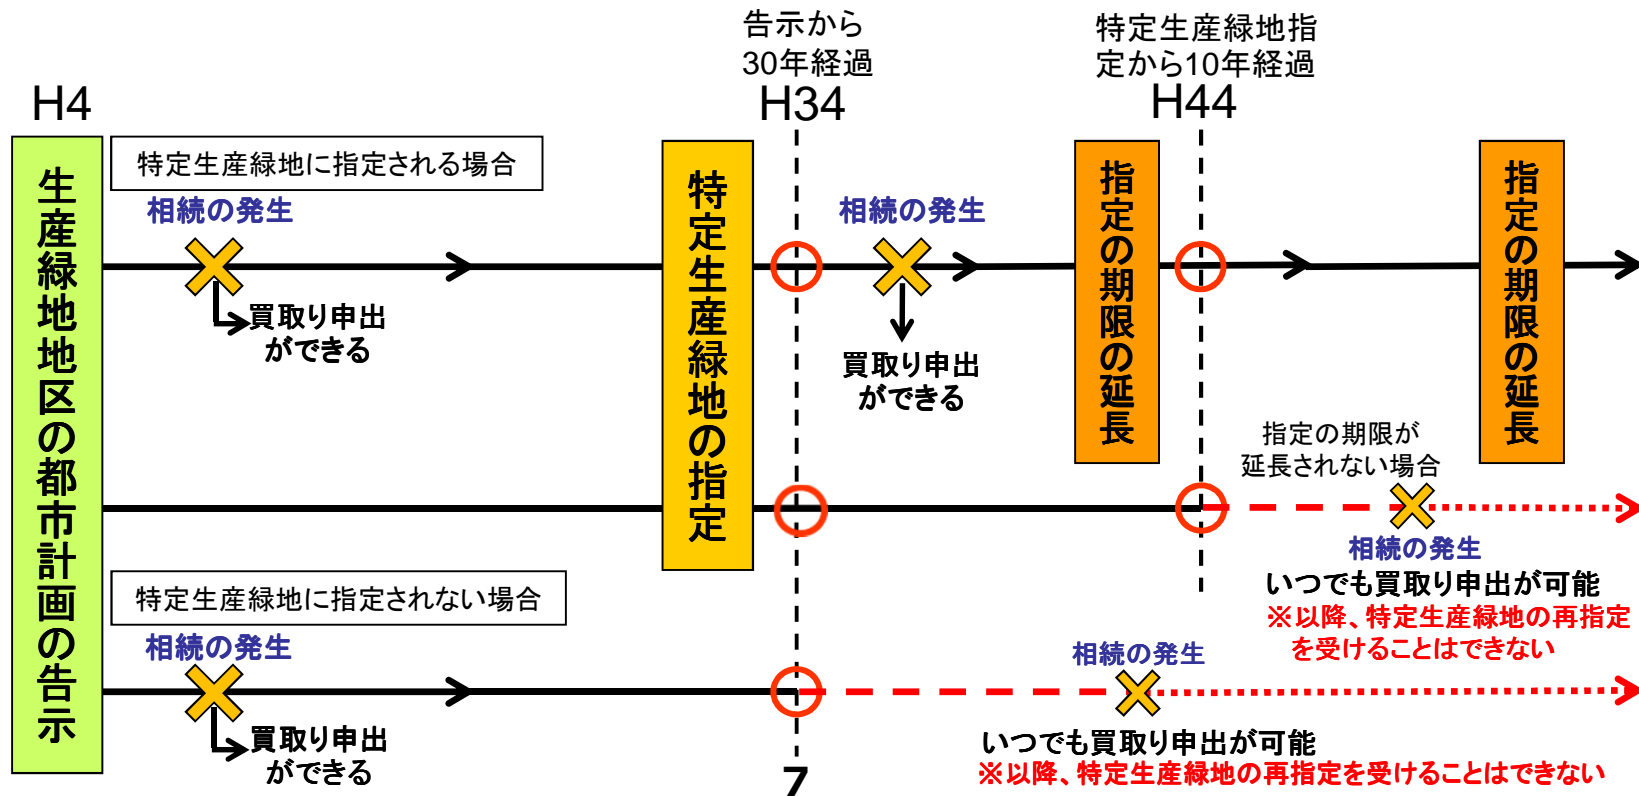 告示から
30年経過
H34
特定生産緑地指
定から10年経過
H44
H4
生産緑地地区の都市計画の告示
特定生産緑地に指定される場合
相続の発生
買取り申出
ができる
特定生産緑地の指定
相続の発生
買取り申出
ができる
指定の期限の延長
指定の期限の延長
指定の期限が
延長されない場合
相続の発生
いつでも買取り申出が可能
※以降、特定生産緑地の再指定
を受けることはできない
特定生産緑地に指定されない場合
相続の発生
買取り申出
ができる
相続の発生
いつでも買取り申出が可能
※以降、特定生産緑地の再指定を受けることはできない
7